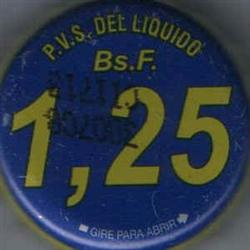 P.V.S. DEL LIQUIDO
Bs.F.
1,25
GIRE PARA ABRIR